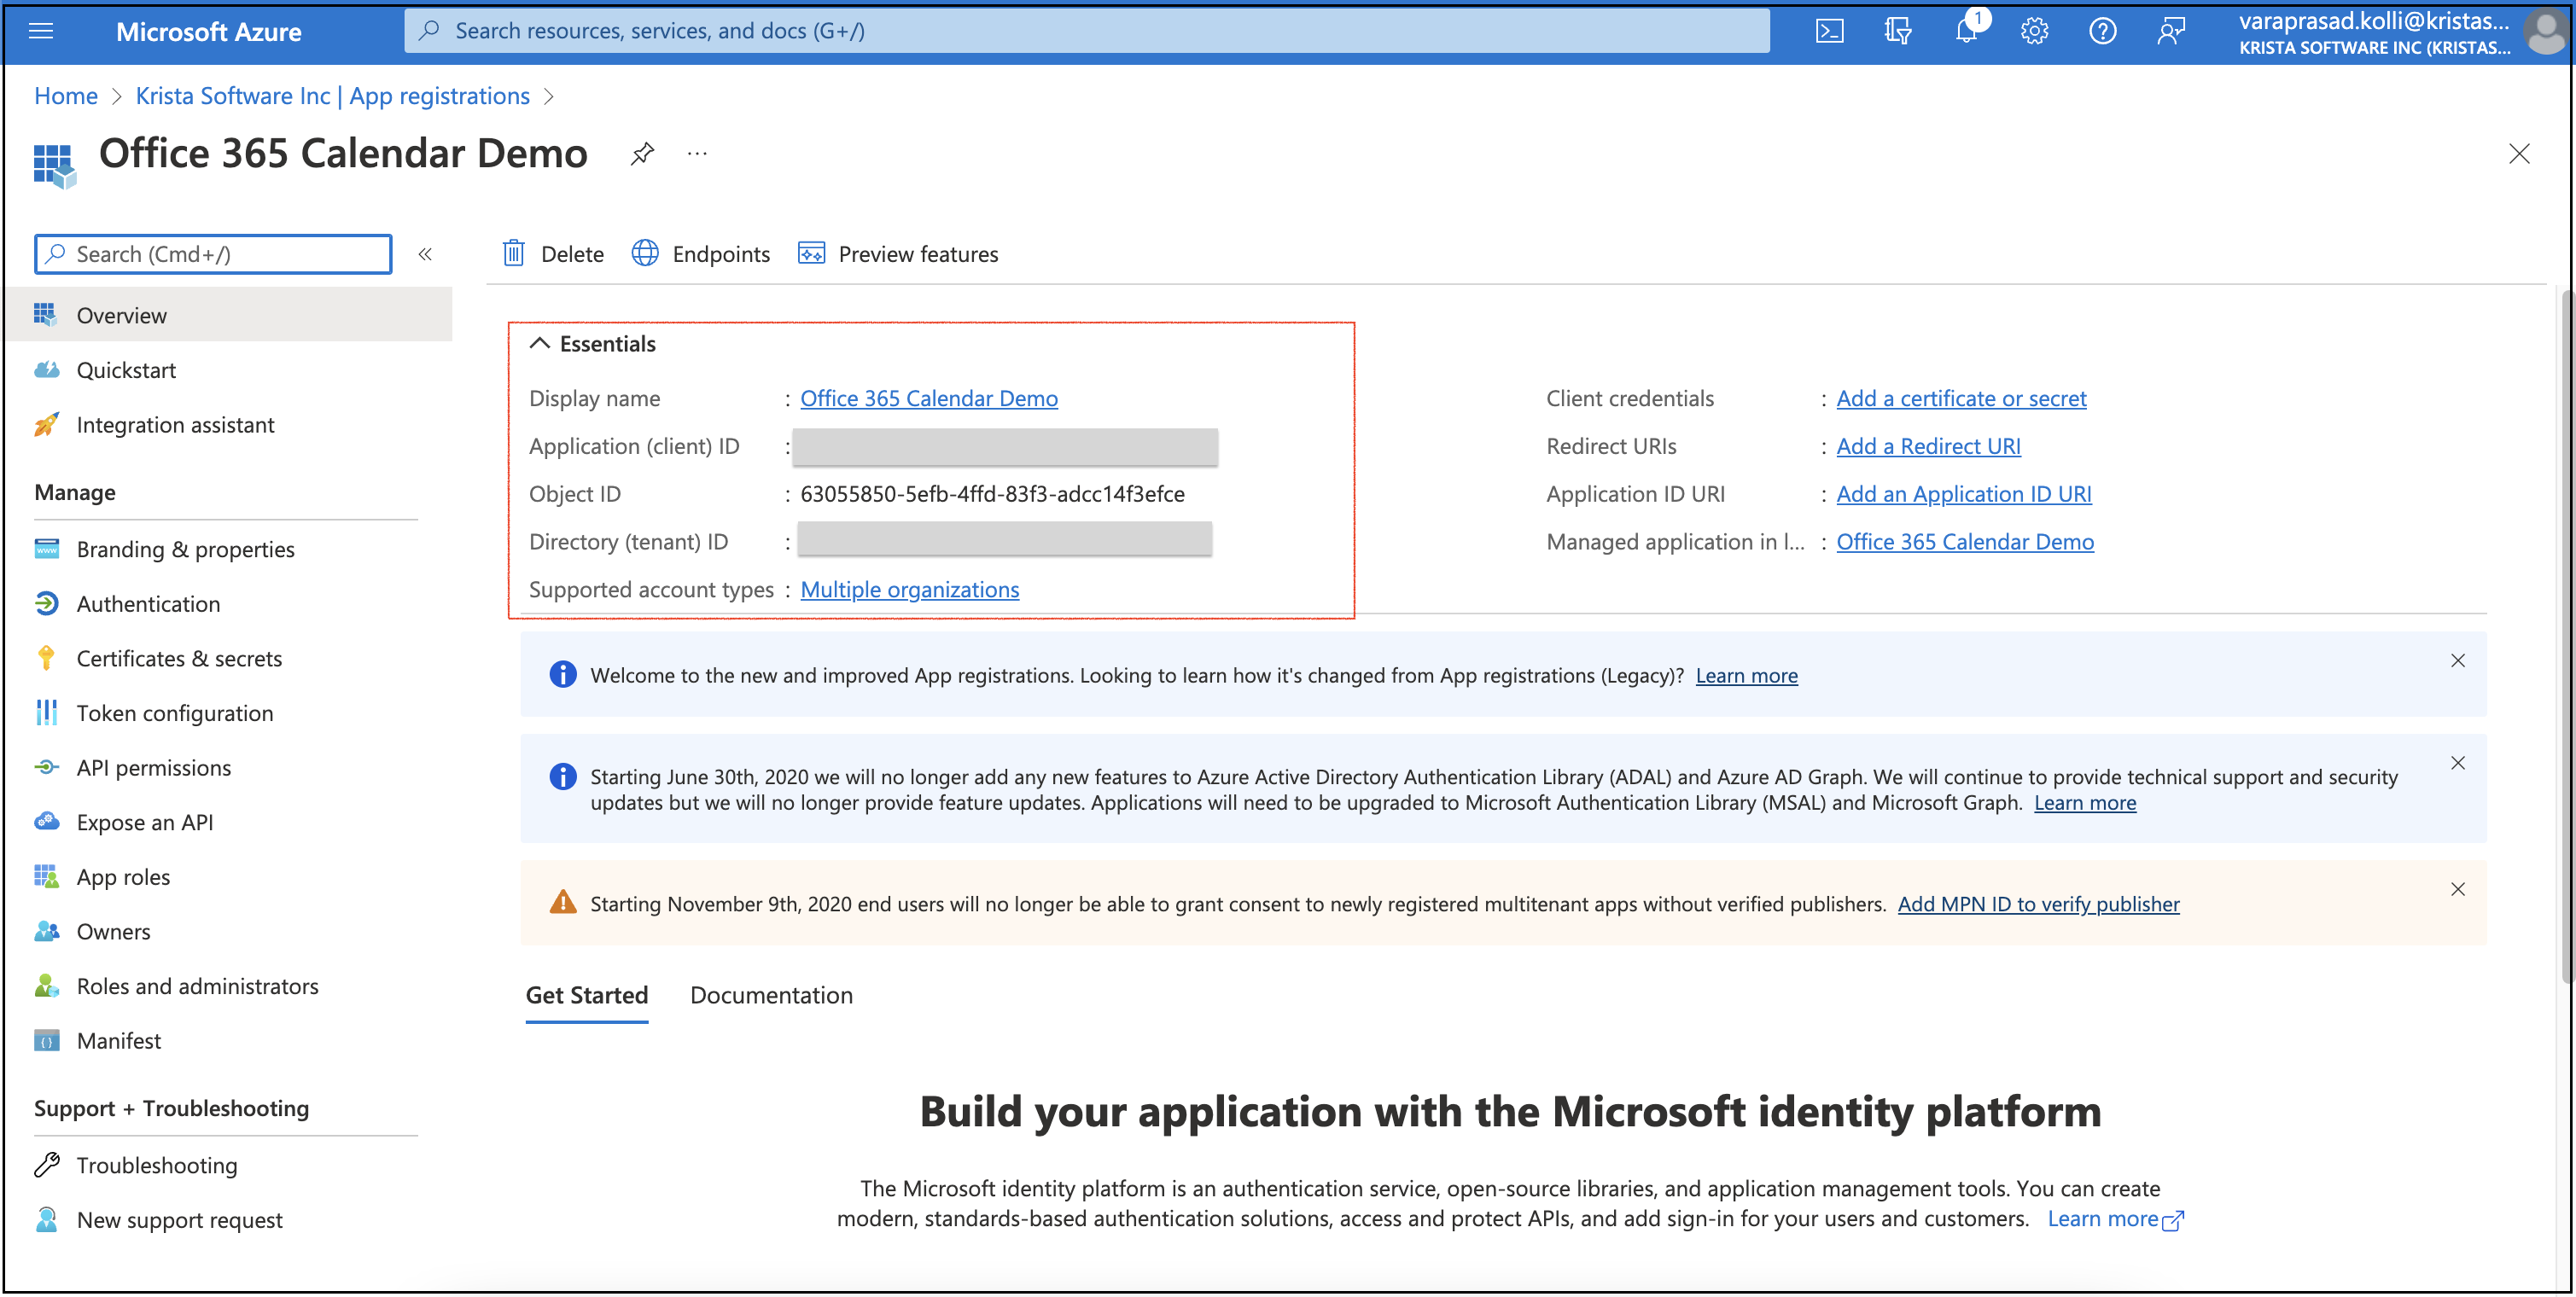 Microsoft Azure
Search resources, services, and docs (G+/)
1
varaprasad.kolli@kristas...
KRISTA SOFTWARE INC (KRISTAS...
Home > Krista Software Inc | App registrations >
Office 365 Calendar Demo ...
Search (Cmd+/) «
Delete Endpoints Preview features
Overview
Quickstart
Integration assistant
Manage
Branding & properties
Authentication
Certificates & secrets
Token configuration
API permissions
Expose an API
App roles
Owners
Roles and administrators
Manifest
Support + Troubleshooting
Troubleshooting
New support request
Essentials
Display name : Office 365 Calendar Demo
Application (client) ID :
Object ID : 63055850-5efb-4ffd-83f3-adcc14f3efce
Directory (tenant) ID :
Supported account types : Multiple organizations
Client credentials : Add a certificate or secret
Redirect URIs : Add a Redirect URI
Application ID URI : Add an Application ID URI
Managed application in l... : Office 365 Calendar Demo
Welcome to the new and improved App registrations. Looking to learn how it's changed from App registrations (Legacy)? Learn more
Starting June 30th, 2020 we will no longer add any new features to Azure Active Directory Authentication Library (ADAL) and Azure AD Graph. We will continue to provide technical support and security
updates but we will no longer provide feature updates. Applications will need to be upgraded to Microsoft Authentication Library (MSAL) and Microsoft Graph. Learn more
Starting November 9th, 2020 end users will no longer be able to grant consent to newly registered multitenant apps without verified publishers. Add MPN ID to verify publisher
Get Started Documentation
Build your application with the Microsoft identity platform
The Microsoft identity platform is an authentication service, open-source libraries, and application management tools. You can create
modern, standards-based authentication solutions, access and protect APIs, and add sign-in for your users and customers. Learn more